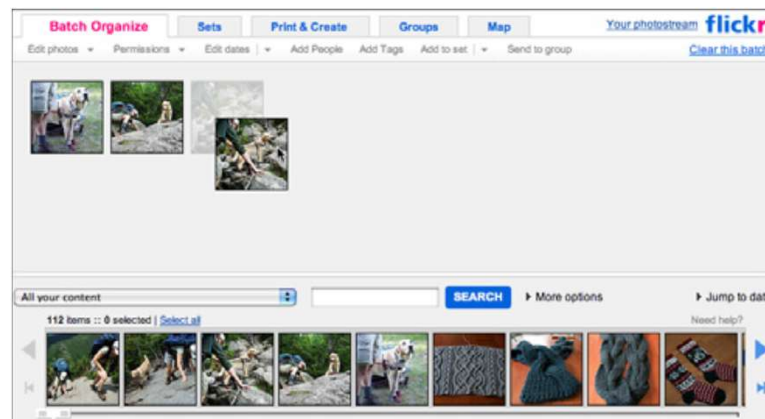 Batch Organize Sets Print & Create Groups Map Your photostream flickr
Edit photos Permissions Edit dates Add People Add Tags Add to set Send to group Clear this batch
All your content SEARCH More options Jump to dat
112 items :: 0 selected | Select all Need help?